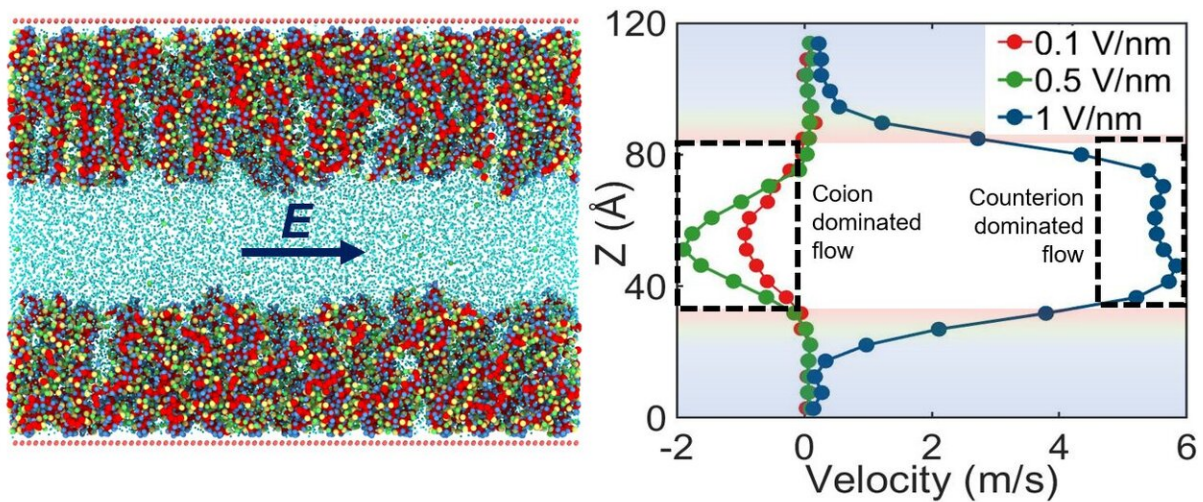 E
120
80
40
0
Z (Å)
0.1 V/nm
0.5 V/nm
1 V/nm
Coion
dominated
flow
Counterion
dominated
flow
-2 0 2 4 6
Velocity (m/s)